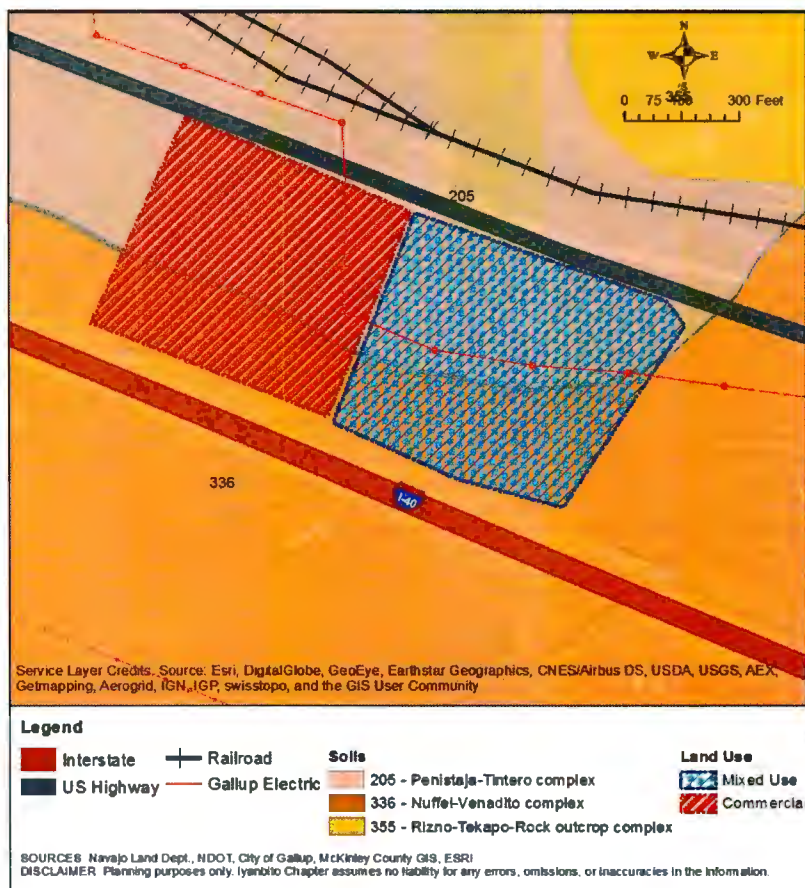 N
W E
S
355
0 75 150 300 Feet
205
336
I-40
Service Layer Credits. Source: Esri, DigitalGlobe, GeoEye, Earthstar Geographics, CNES/Airbus DS, USDA, USGS, AEX,
Getmapping, Aerogrid, IGN, IGP, swisstopo, and the GIS User Community
Legend
Interstate
US Highway
Railroad
Gallup Electric
Soils
205 - Penistaja-Tintero complex
336 - Nuffel-Venadito complex
355 - Rizno-Tekapo-Rock outcrop complex
Land Use
Mixed Use
Commercial
SOURCES Navajo Land Dept., NDOT, City of Gallup, McKinley County GIS, ESRI
DISCLAIMER Planning purposes only. Iyanbito Chapter assumes no liability for any errors, omissions, or inaccuracies in the information.